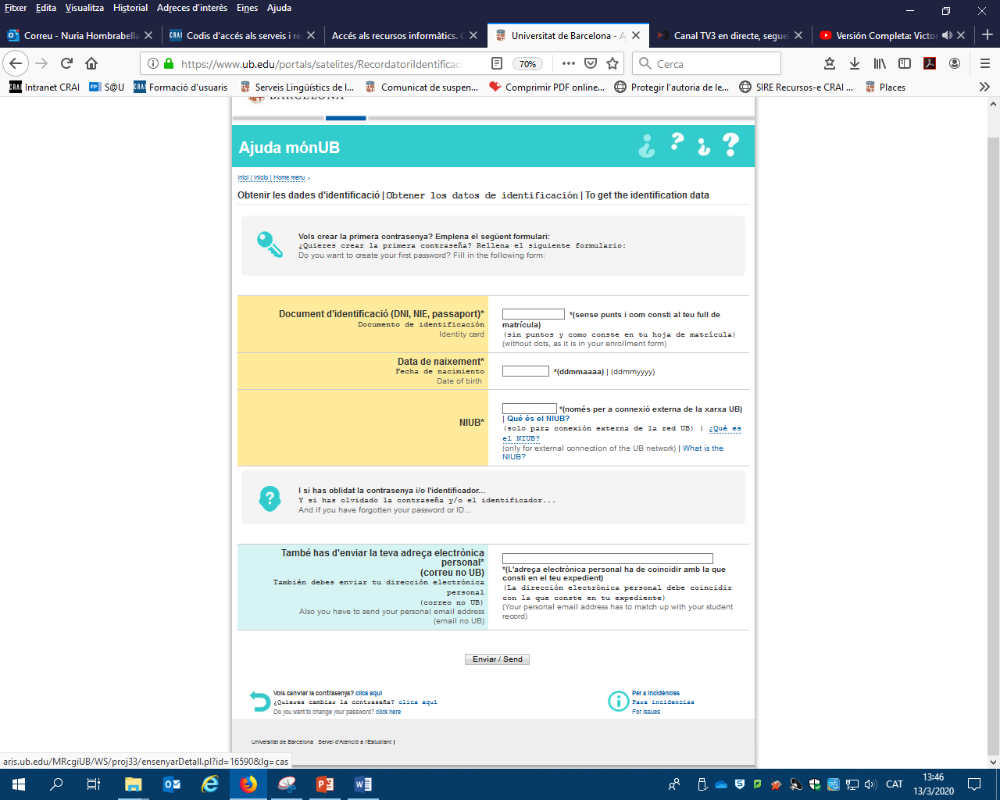 Fitxer Edita Visualitza Historial Adreces d'interès Eines Ajuda
Correu - Nuria Hombrabella
Codis d'accés als serveis i re
Accés als recursos informàtics.
Universitat de Barcelona - Aj
Canal TV3 en directe, seguei
Versión Completa: Victor
https://www.ub.edu/portals/satelites/RecordatoriIdentificaci
70%
Cerca
Intranet CRAI
S@U
Formació d'usuaris
Serveis Lingüístics de l...
Comunicat de suspen...
Comprimir PDF online...
Protegir l'autoria de le...
SIRE Recursos-e CRAI ...
Places
BARCELONA
Ajuda mónUB
Inici | Inicio | Home menu >
Obtenir les dades d'identificació | Obtener los datos de identificación | To get the identification data
Vols crear la primera contrasenya? Emplena el següent formulari:
¿Quieres crear la primera contraseña? Rellena el siguiente formulario:
Do you want to create your first password? Fill in the following form:
Document d'identificació (DNI, NIE, passaport)*
Documento de identificación
Identity card
*(sense punts i com consti al teu full de
matrícula)
(sin puntos y como conste en tu hoja de matrícula)
(without dots, as it is in your enrollment form)
Data de naixement*
Fecha de nacimiento
Date of birth
*(ddmmaaaa) | (ddmmyyyy)
NIUB*
*(només per a connexió externa de la xarxa UB)
| Què és el NIUB?
(solo para conexión externa de la red UB) | ¿Qué es
el NIUB?
(only for external connection of the UB network) | What is the
NIUB?
I si has oblidat la contrasenya i/o l'identificador...
Y si has olvidado la contraseña y/o el identificador...
And if you have forgotten your password or ID...
També has d'enviar la teva adreça electrònica
personal*
(correu no UB)
También debes enviar tu dirección electrónica
personal
(correo no UB)
Also you have to send your personal email address
(email no UB)
*(L'adreça electrònica personal ha de coincidir amb la que
consti en el teu expedient)
(La dirección electrónica personal debe coincidir
con la que conste en tu expediente)
(Your personal email address has to match up with your student
record)
Enviar / Send
Vols canviar la contrasenya? clica aquí
¿Quieres cambiar la contraseña? clica aquí
Do you want to change your password? click here
Per a incidències
Para incidencias
For issues
Universitat de Barcelona Servei d'Atenció a l'Estudiant |
aris.ub.edu/MRcgiUB/WS/proj33/ensenyarDetall.pl?id=16590&lg=cas
CAT
13:46
13/3/2020